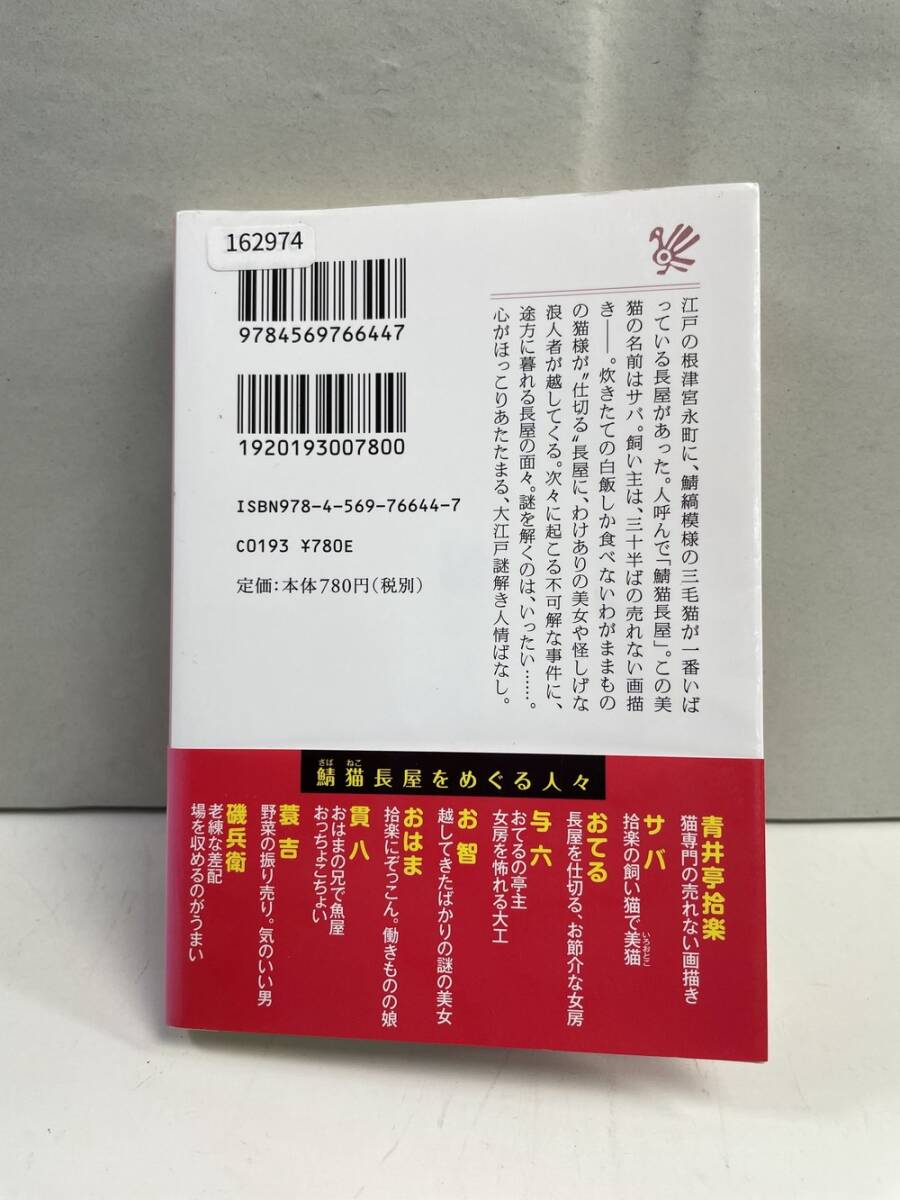 162974
9784569766447
1920193007800
ISBN978-4-569-76644-7
C0193 ¥780E
定価:本体780円(税別)
江戸の根津宮永町に、鯖縞模様の三毛猫が一番いば
っている長屋があった。人呼んで「鯖猫長屋」。この美
猫の名前はサバ。飼い主は、三十半ばの売れない画描
き――。炊きたての白飯しか食べないわがままもの
の猫様が〝仕切る〟長屋に、わけありの美女や怪しげな
浪人者が越してくる。次々に起こる不可解な事件に、
途方に暮れる長屋の面々。謎を解くのは、いったい……。
心がほっこりあたたまる、大江戸謎解き人情ばなし。
鯖猫長屋をめぐる人々
さば ねこ
青井亭拾楽
猫専門の売れない画描き
サバ
拾楽の飼い猫で美猫
いろおとこ
おてる
長屋を仕切る、お節介な女房
与六
おてるの亭主
女房を怖れる大工
お智
越してきたばかりの謎の美女
おはま
拾楽にぞっこん。働きものの娘
貫八
おはまの兄で魚屋
おっちょこちょい
蓑吉
野菜の振り売り。気のいい男
磯兵衛
老練な差配
場を収めるのがうまい